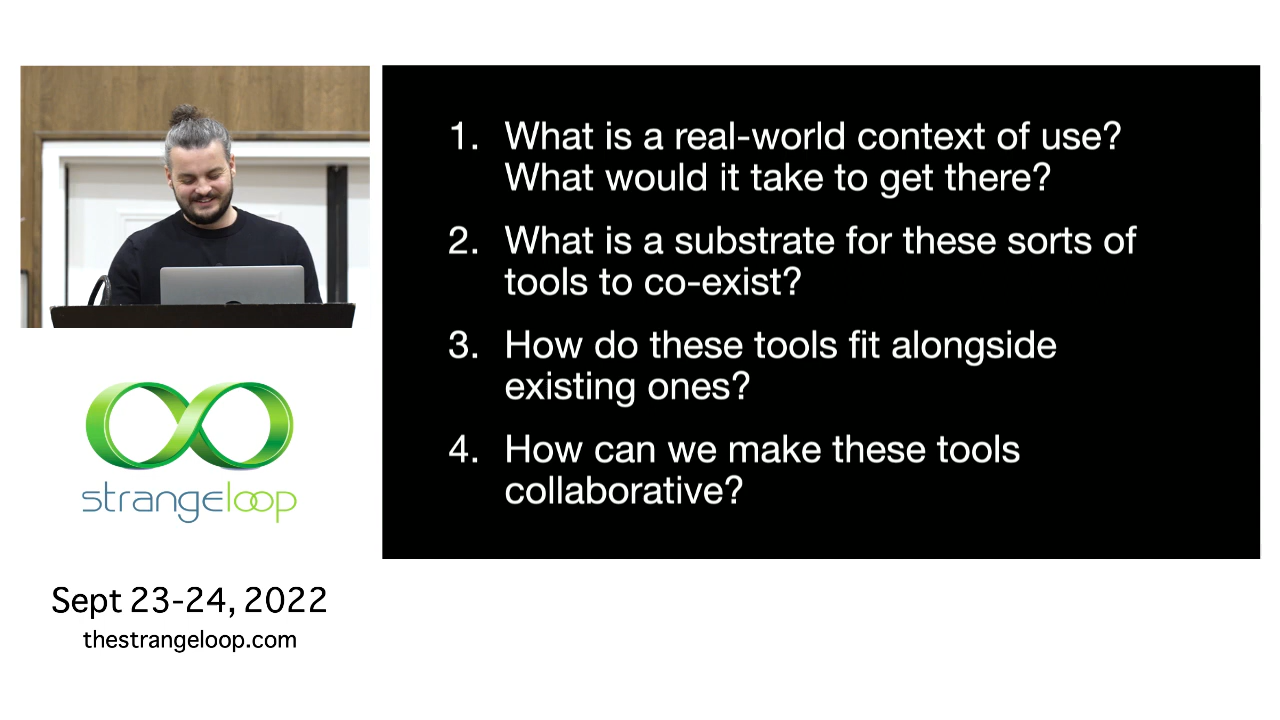 1. What is a real-world context of use?
What would it take to get there?
2. What is a substrate for these sorts of
tools to co-exist?
3. How do these tools fit alongside
existing ones?
4. How can we make these tools
collaborative?
strangeloop
Sept 23-24, 2022
thestrangeloop.com